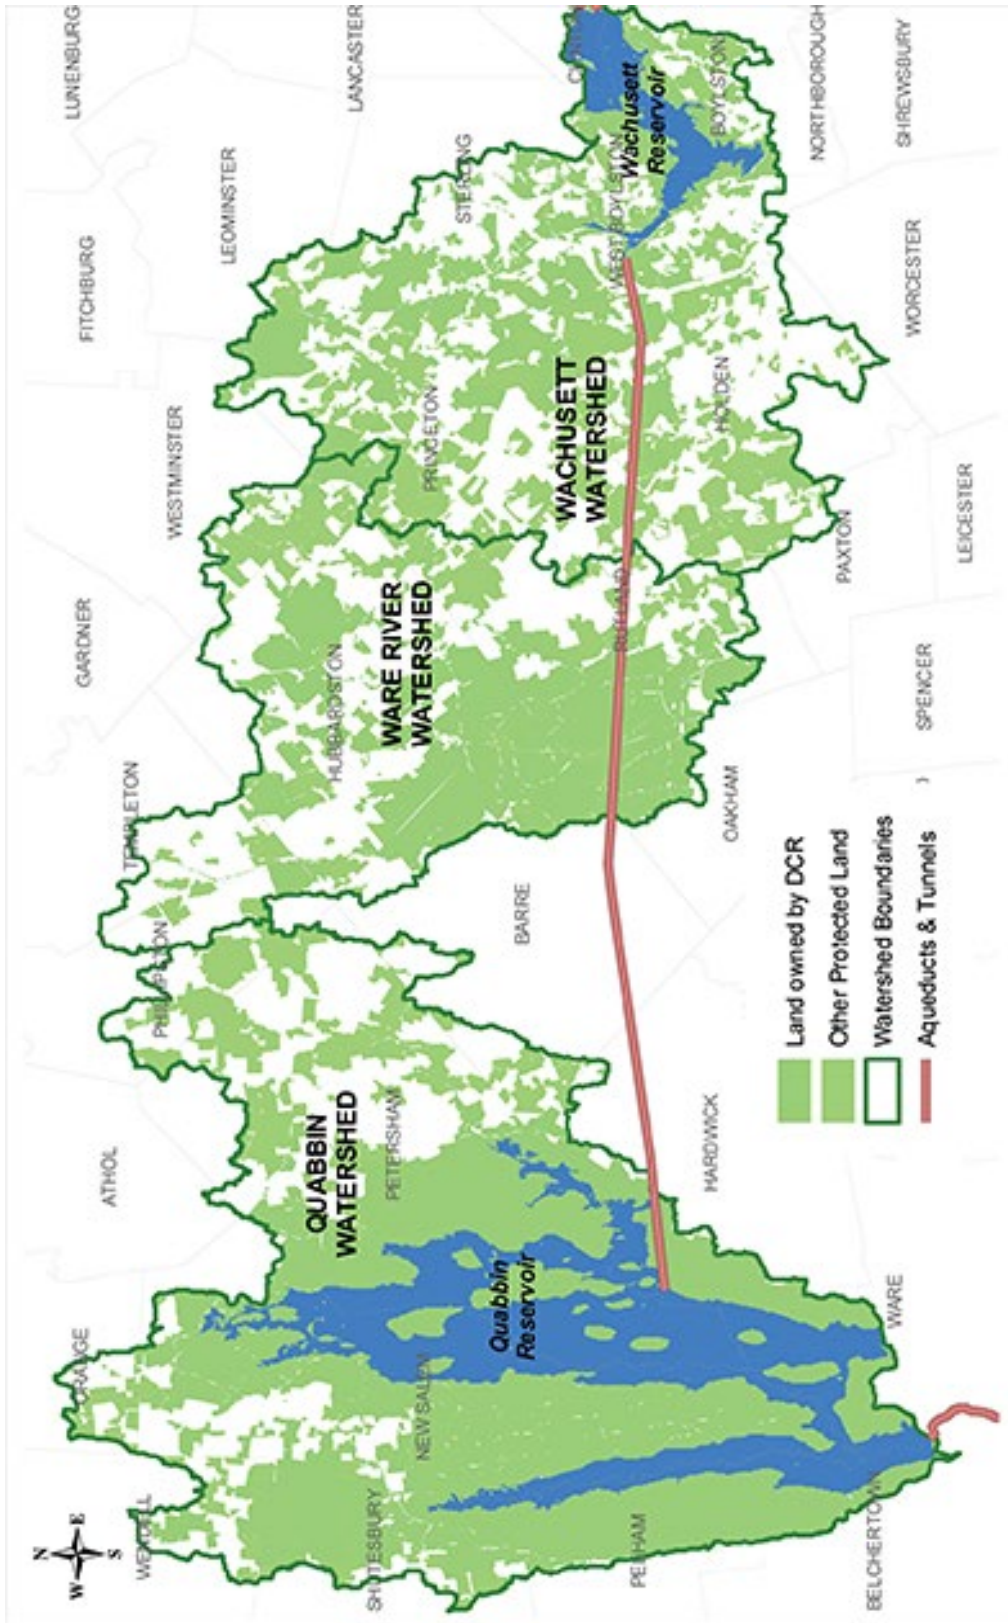 N
W E
S
ORANGE
GARDNER
FITCHBURG
LUNENBURG
ATHOL
TEMPLETON
WENDELL
PHILLIPSTON
WESTMINSTER
LEOMINSTER
LANCASTER
QUABBIN
WATERSHED
HUBBARDSTON
SHUTESBURY
PETERSHAM
WARE RIVER
WATERSHED
PRINCETON
STERLING
NEW SALEM
Quabbin
Reservoir
BARRE
WACHUSETT
WATERSHED
RUTLAND
WEST BOYLSTON
Wachusett
Reservoir
PELHAM
HARDWICK
OAKHAM
HOLDEN
BOYLSTON
Land owned by DCR
Other Protected Land
Watershed Boundaries
Aqueducts & Tunnels
PAXTON
NORTHBOROUGH
BELCHERTOWN
WARE
SPENCER
LEICESTER
WORCESTER
SHREWSBURY